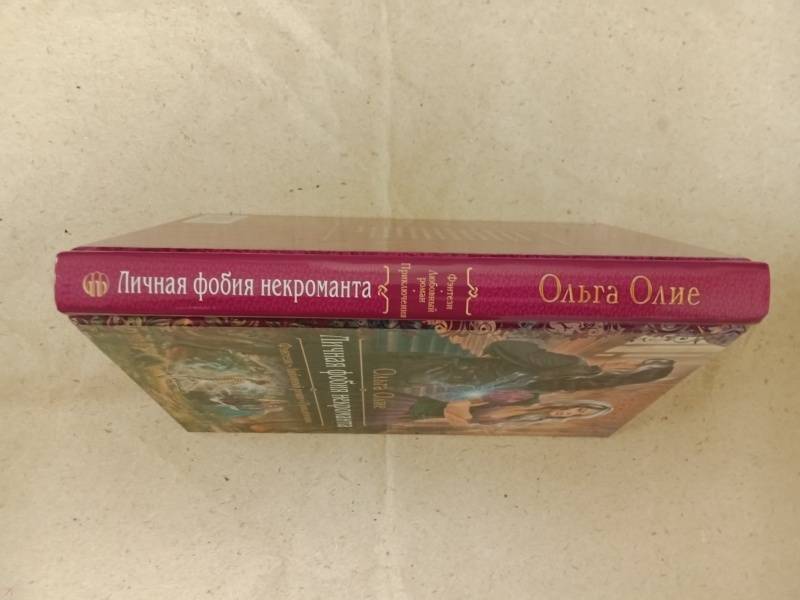 Личная фобия некроманта
Фэнтези
Любовный
роман
Приключения
Ольга Олие
Ольга Олие
Личная фобия некроманта